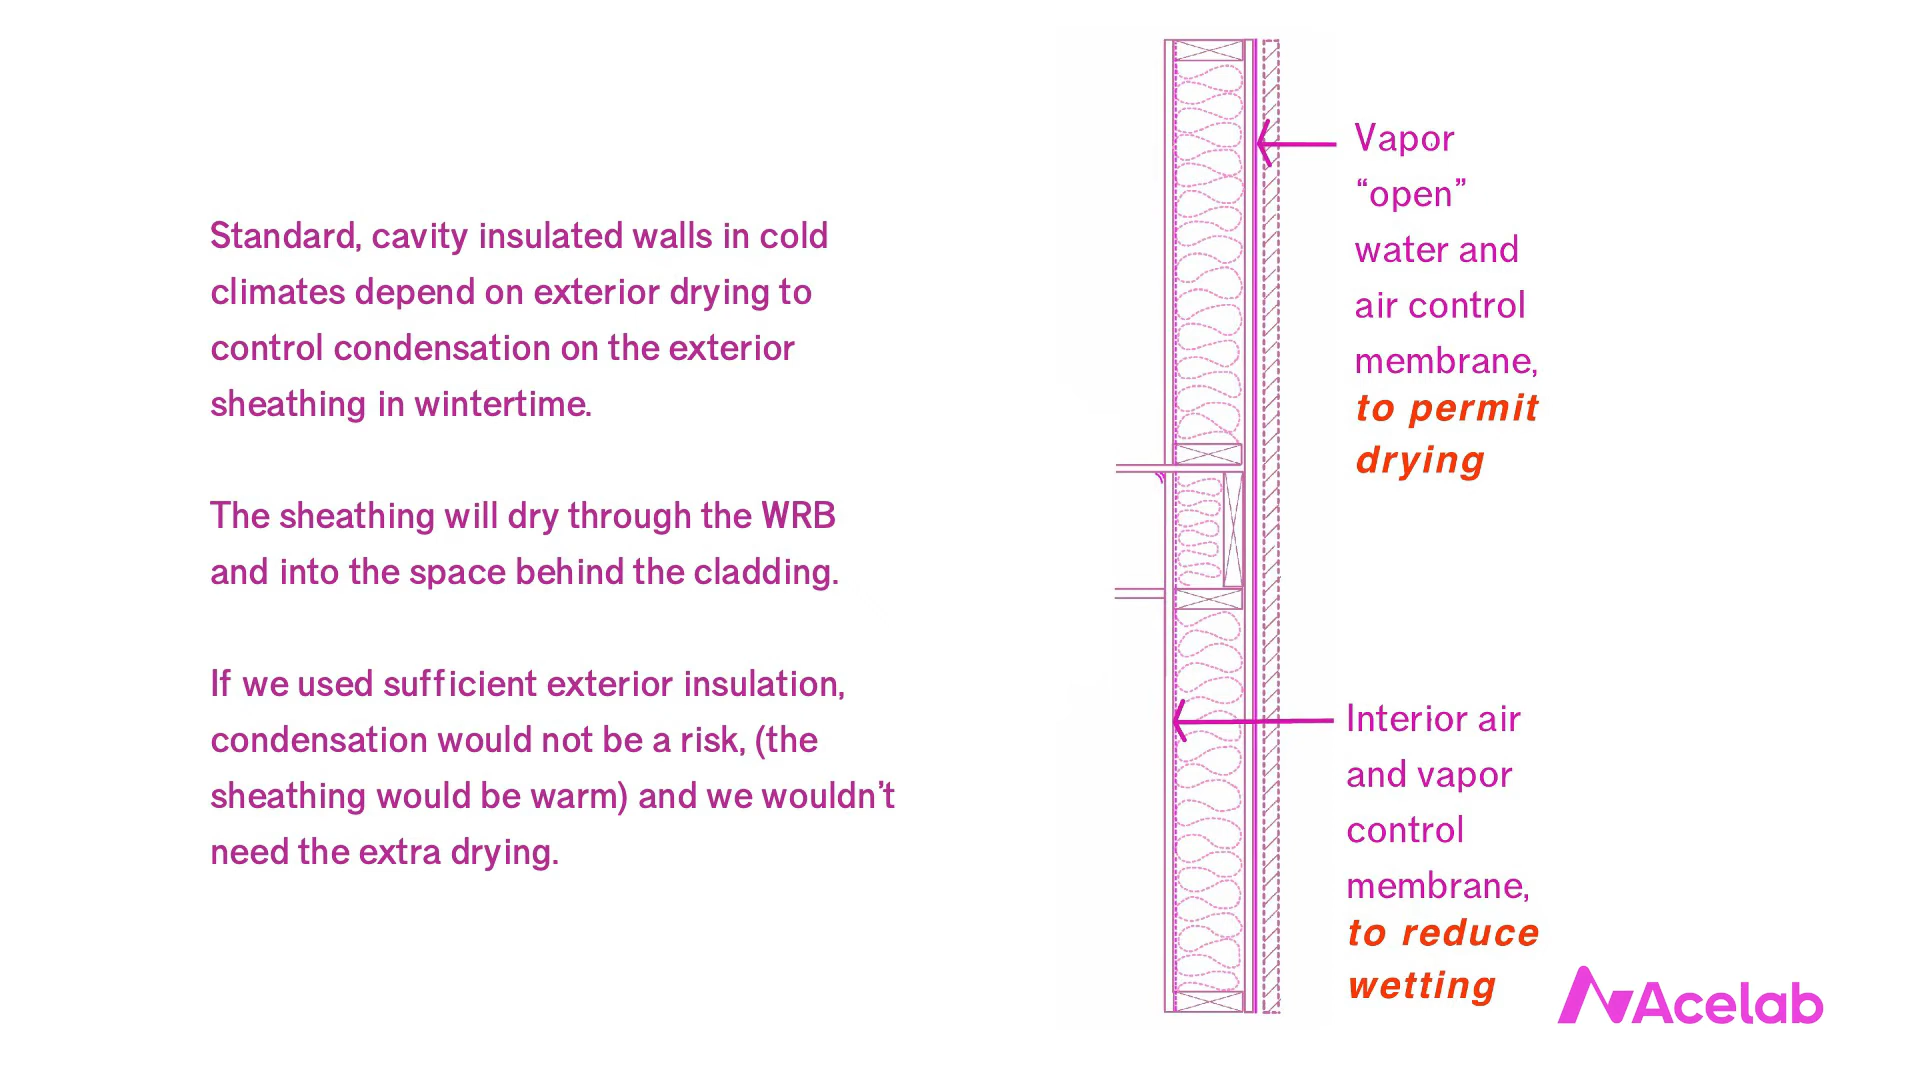 Standard, cavity insulated walls in cold
climates depend on exterior drying to
control condensation on the exterior
sheathing in wintertime.
The sheathing will dry through the WRB
and into the space behind the cladding.
If we used sufficient exterior insulation,
condensation would not be a risk, (the
sheathing would be warm) and we wouldn't
need the extra drying.
Vapor
“open”
water and
air control
membrane,
to permit
drying
Interior air
and vapor
control
membrane,
to reduce
wetting
Acelab